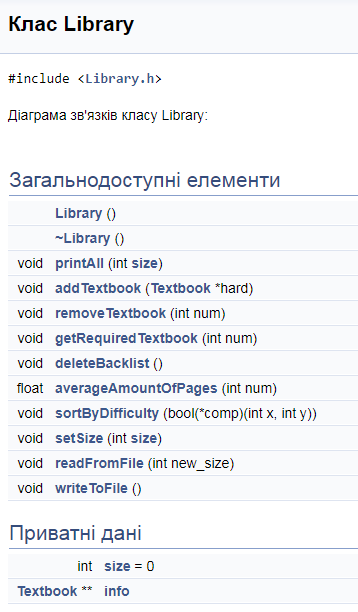 Клас Library
#include <Library.h>
Діаграма зв'язків класу Library:
Загальнодоступні елементи
Library ()
~Library ()
void printAll (int size)
void addTextbook (Textbook *hard)
void removeTextbook (int num)
void getRequiredTextbook (int num)
void deleteBacklist ()
float averageAmountOfPages (int num)
void sortByDifficulty (bool(*comp)(int x, int y))
void setSize (int size)
void readFromFile (int new_size)
void writeToFile ()
Приватні дані
int size = 0
Textbook ** info